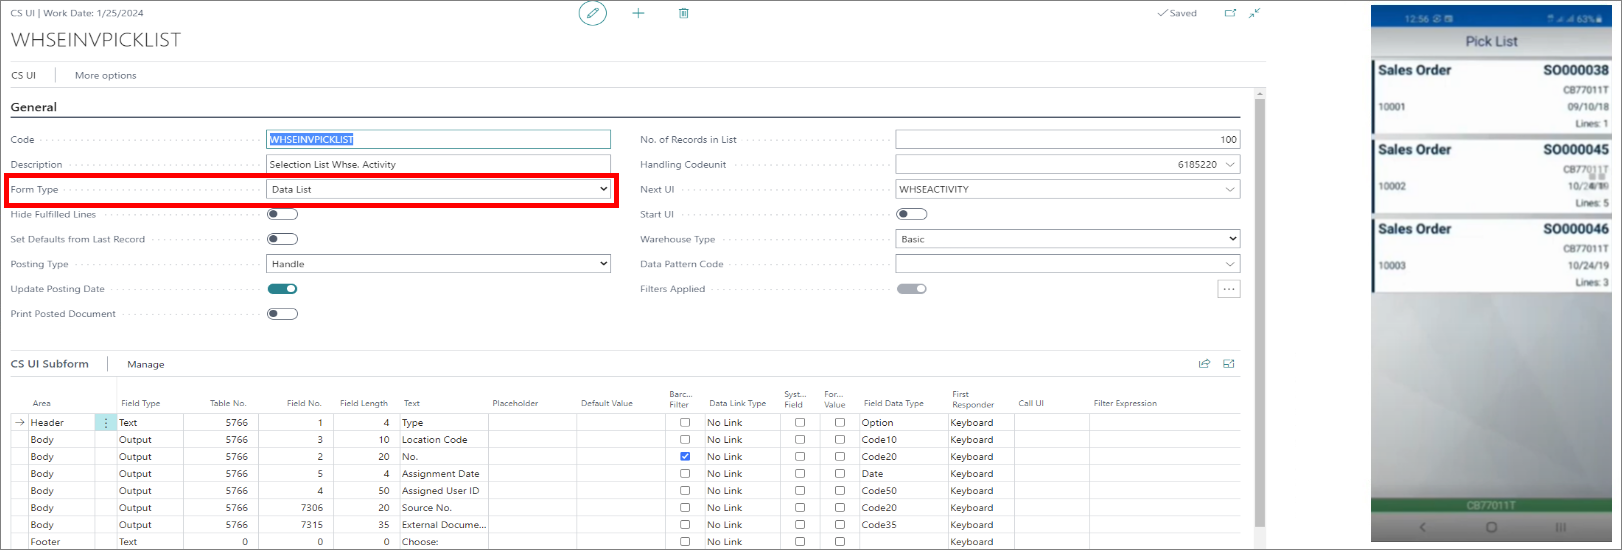 CS UI | Work Date: 1/25/2024
Saved
WHSEINVPICKLIST
CS UI More options
General
Code WHSEINVPICKLIST No. of Records in List 100
Description Selection List Whse. Activity Handling Codeunit 6185220
Form Type Data List Next UI WHSEACTIVITY
Hide Fulfilled Lines Start UI
Set Defaults from Last Record Warehouse Type Basic
Posting Type Handle Data Pattern Code
Update Posting Date Filters Applied ...
Print Posted Document
CS UI Subform Manage
Area Field Type Table No. Field No. Field Length Text Placeholder Default Value Barc... Filter Data Link Type Syst... Field For... Value Field Data Type First Responder Call UI Filter Expression
Header Text 5766 1 4 Type No Link Option Keyboard
Body Output 5766 3 10 Location Code No Link Code10 Keyboard
Body Output 5766 2 20 No. No Link Code20 Keyboard
Body Output 5766 5 4 Assignment Date No Link Date Keyboard
Body Output 5766 4 50 Assigned User ID No Link Code50 Keyboard
Body Output 5766 7306 20 Source No. No Link Code20 Keyboard
Body Output 5766 7315 35 External Docume... No Link Code35 Keyboard
Footer Text 0 0 0 Choose: No Link Keyboard
12:56 63%
Pick List
Sales Order SO000038
CB77011T
10001 09/10/18
Lines: 1
Sales Order SO000045
CB77011T
10002 10/24/19
Lines: 5
Sales Order SO000046
CB77011T
10003 10/24/19
Lines: 3
CB77011T